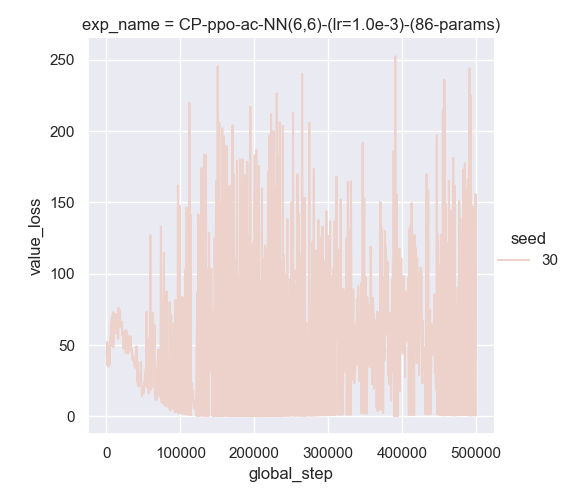 exp_name = CP-ppo-ac-NN(6,6)-(lr=1.0e-3)-(86-params)
250
200
150
100
50
0
value_loss
0 100000 200000 300000 400000 500000
global_step
seed
30